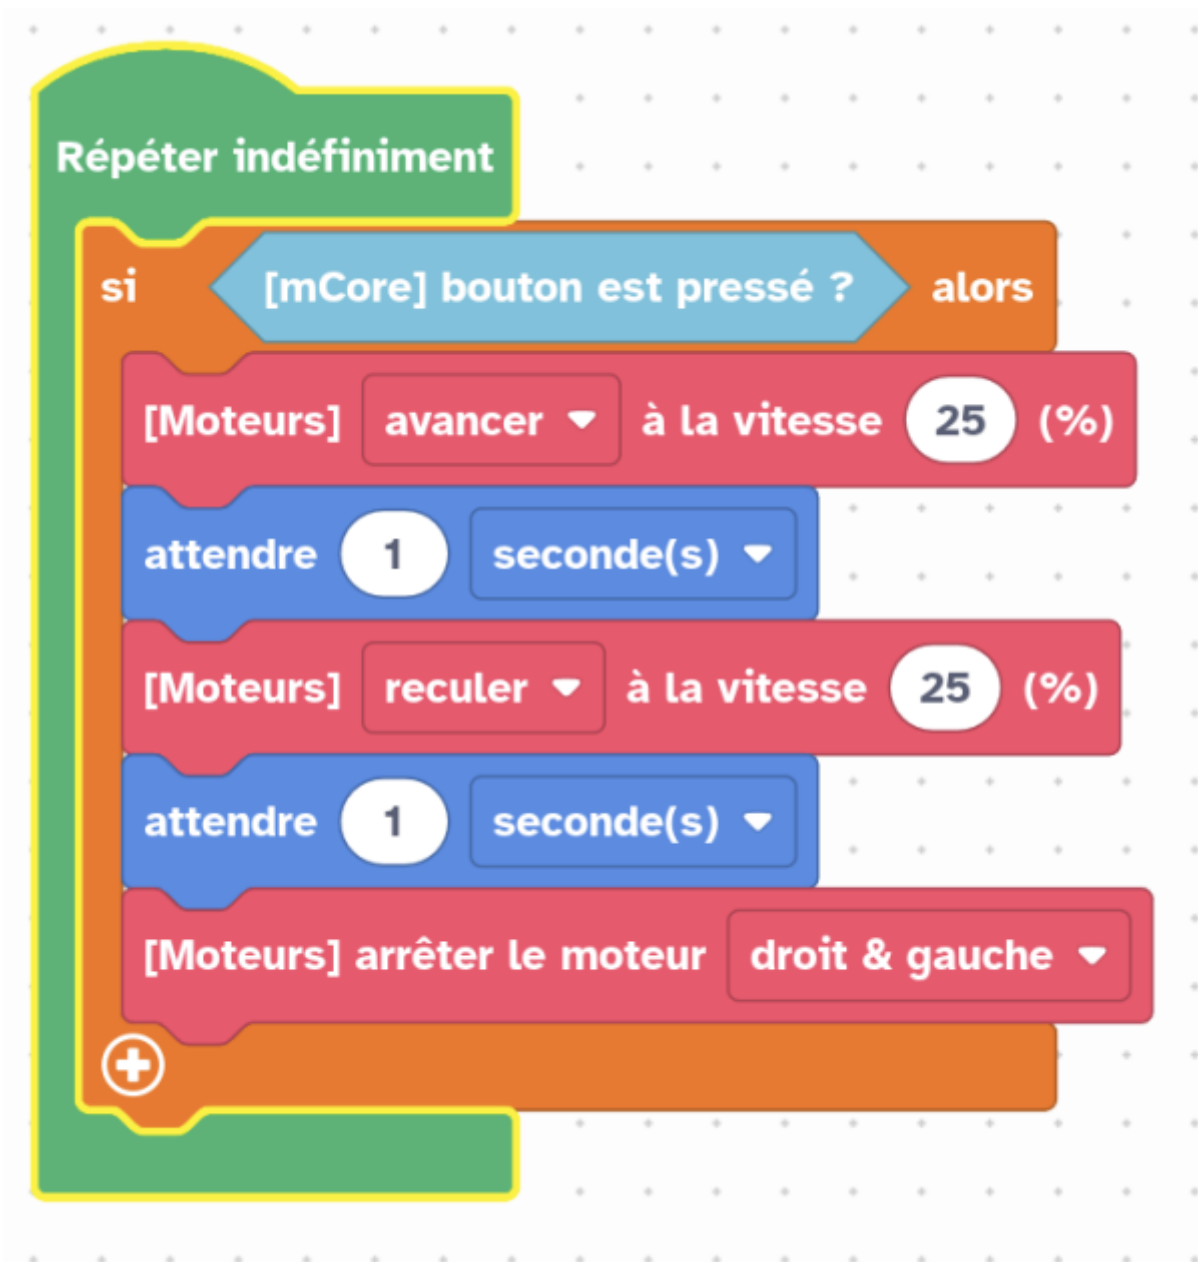 Répéter indéfiniment
si [mCore] bouton est pressé ? alors
[Moteurs] avancer à la vitesse 25 (%)
attendre 1 seconde(s)
[Moteurs] reculer à la vitesse 25 (%)
attendre 1 seconde(s)
[Moteurs] arrêter le moteur droit & gauche